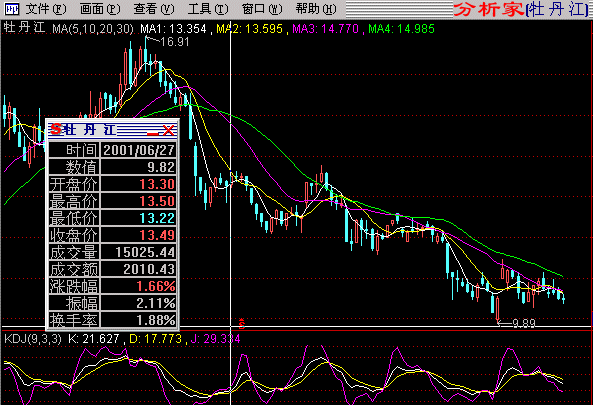 文件(F) 画面(F) 查看(V) 工具(T) 窗口(W) 帮助(H) 分析家(牡丹江)
牡丹江 MA(5,10,20,30) MA1: 13.354, MA2: 13.595, MA3: 14.770, MA4: 14.985
16.91
牡丹江
时间 2001/06/27
数值 9.82
开盘价 13.30
最高价 13.50
最低价 13.22
收盘价 13.49
成交量 15025.44
成交额 2010.43
涨跌幅 1.66%
振幅 2.11%
换手率 1.88%
9.89
KDJ(9,3,3) K: 21.627, D: 17.773, J: 29.334